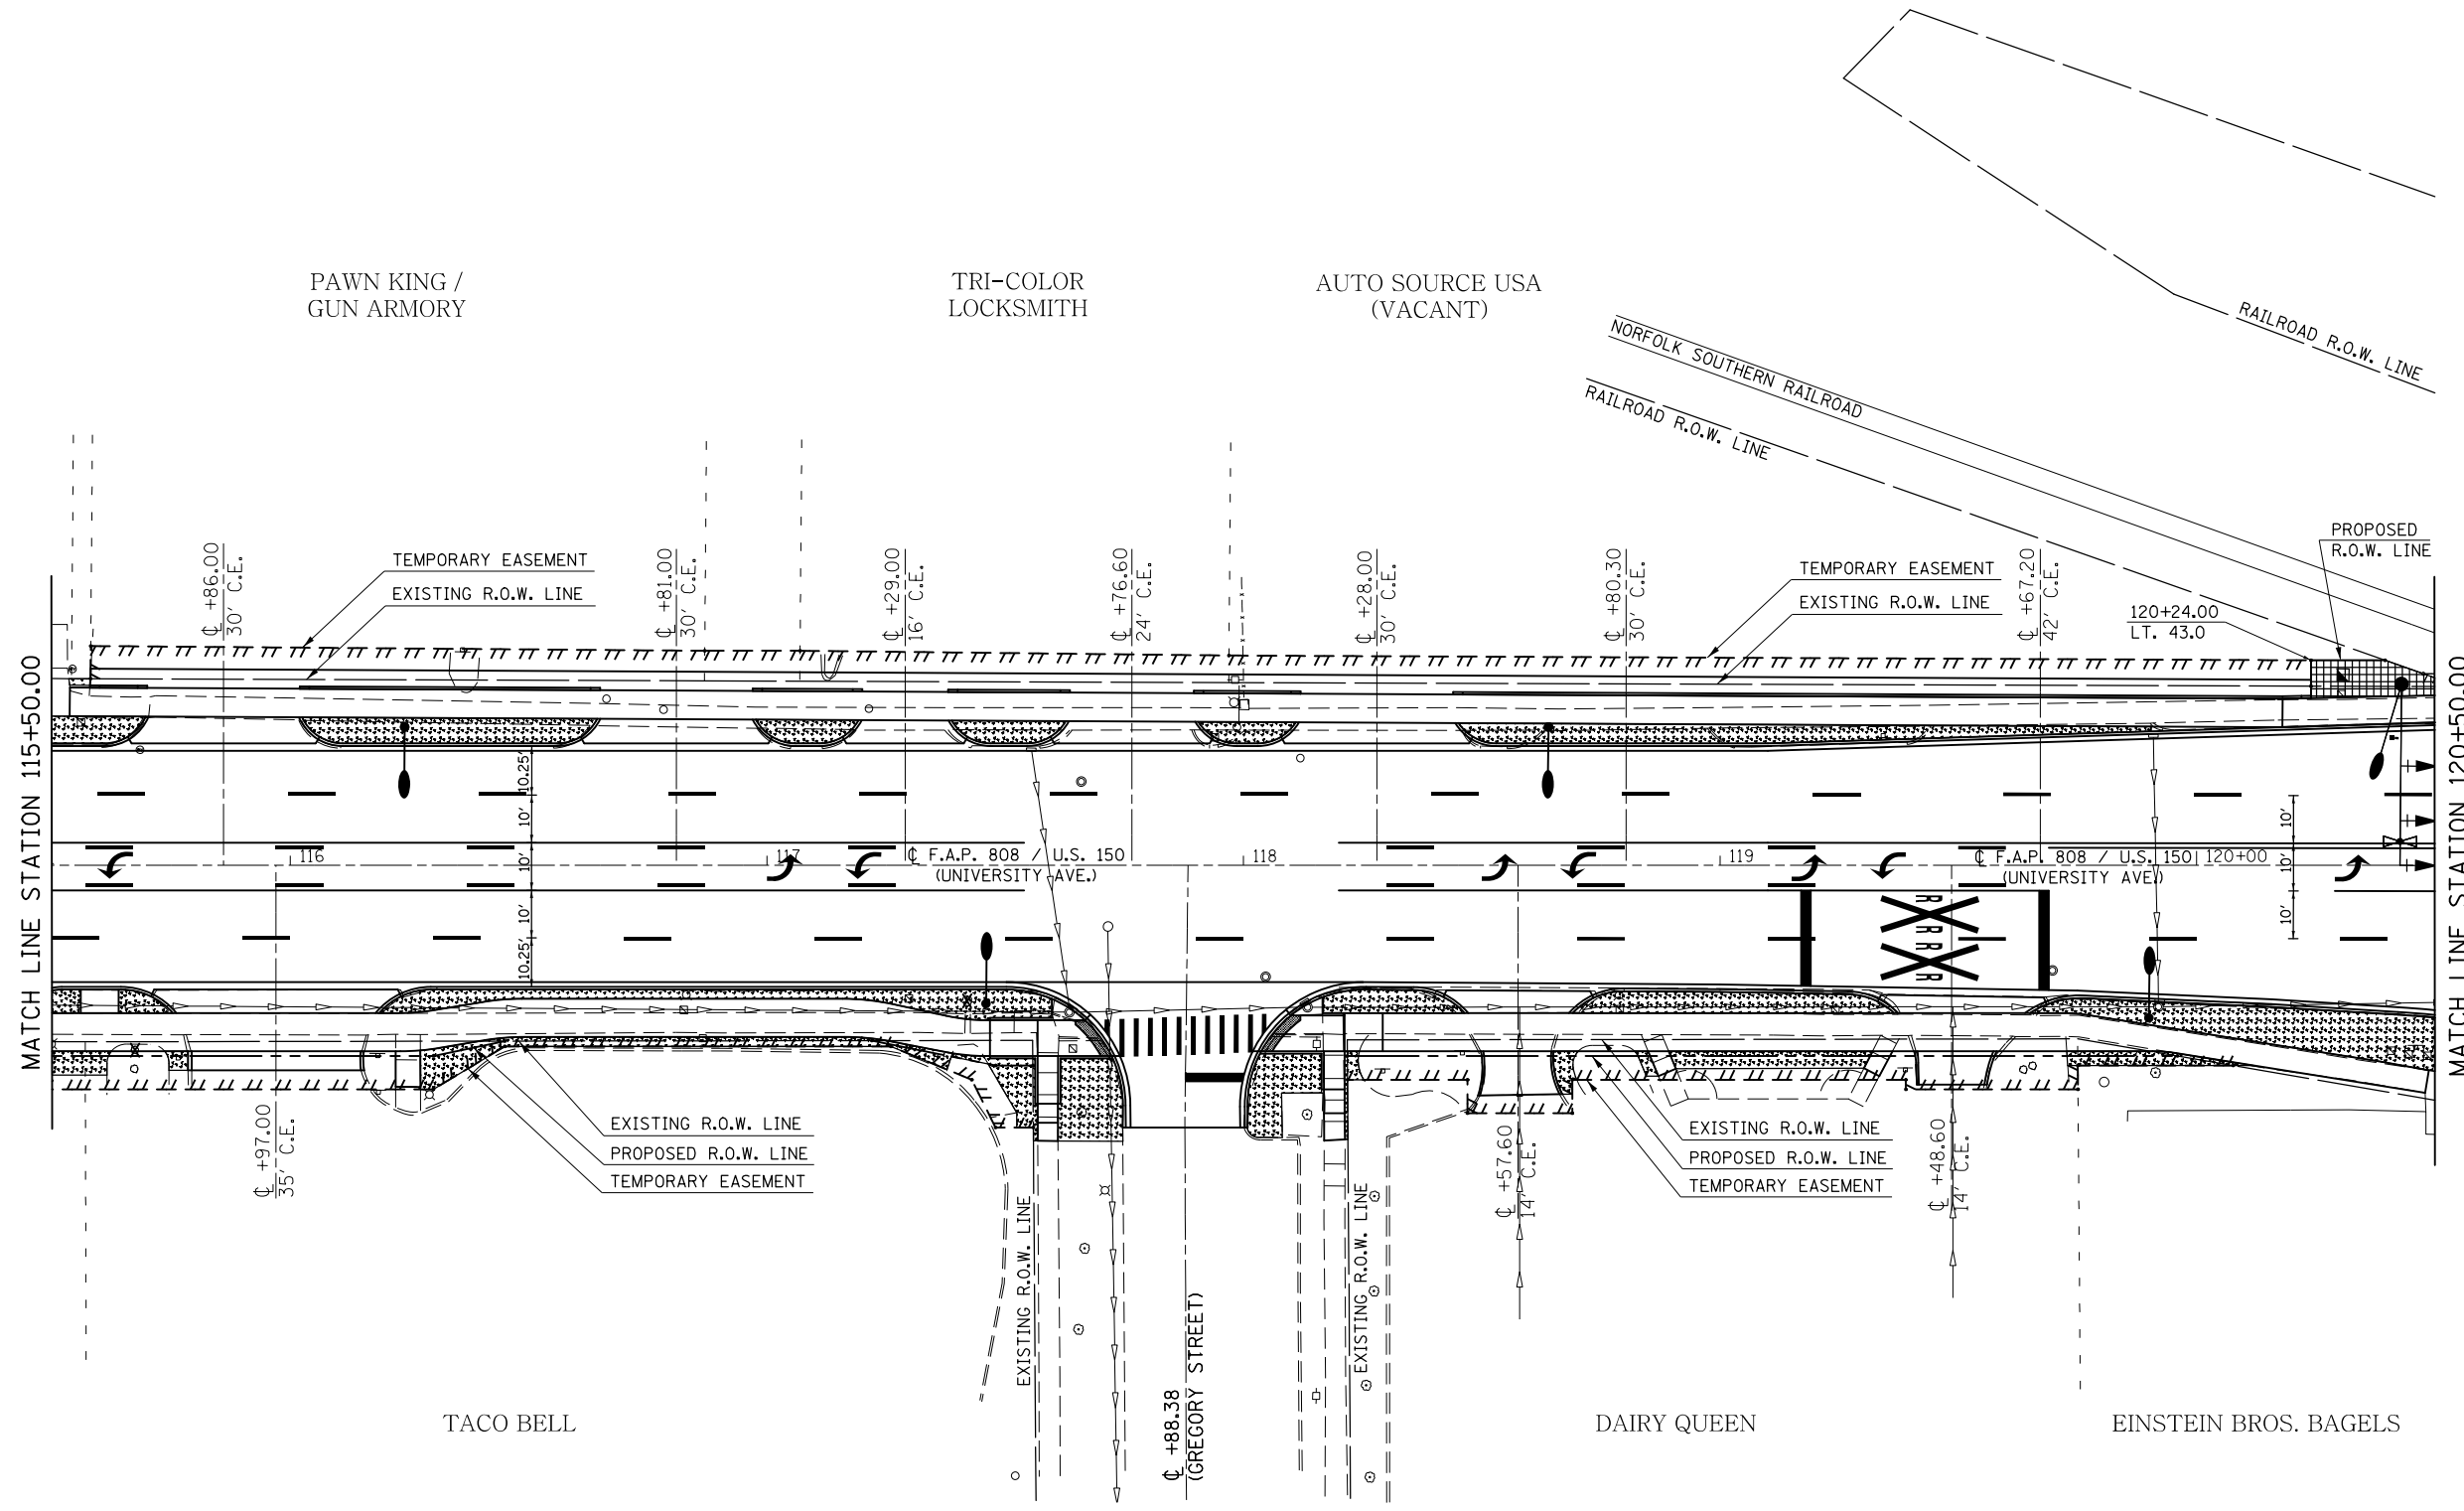 PAWN KING /
GUN ARMORY
TRI-COLOR
LOCKSMITH
AUTO SOURCE USA
(VACANT)
RAILROAD R.O.W. LINE
NORFOLK SOUTHERN RAILROAD
RAILROAD R.O.W. LINE
PROPOSED
R.O.W. LINE
℄ +86.00
30' C.E.
TEMPORARY EASEMENT
EXISTING R.O.W. LINE
℄ +81.00
30' C.E.
℄ +29.00
16' C.E.
℄ +76.60
24' C.E.
℄ +28.00
30' C.E.
℄ +80.30
30' C.E.
TEMPORARY EASEMENT
EXISTING R.O.W. LINE
℄ +67.20
42' C.E.
120+24.00
LT. 43.0
MATCH LINE STATION 115+50.00
MATCH LINE STATION 120+50.00
10.25'
10'
10'
10'
10.25'
10'
10'
10'
116
117
℄ F.A.P. 808 / U.S. 150
(UNIVERSITY AVE.)
118
119
℄ F.A.P. 808 / U.S. 150
(UNIVERSITY AVE.)
120+00
R R
R R
℄ +97.00
35' C.E.
EXISTING R.O.W. LINE
PROPOSED R.O.W. LINE
TEMPORARY EASEMENT
EXISTING R.O.W. LINE
℄ +88.38
(GREGORY STREET)
EXISTING R.O.W. LINE
℄ +57.60
14' C.E.
EXISTING R.O.W. LINE
PROPOSED R.O.W. LINE
TEMPORARY EASEMENT
℄ +48.60
14' C.E.
TACO BELL
DAIRY QUEEN
EINSTEIN BROS. BAGELS